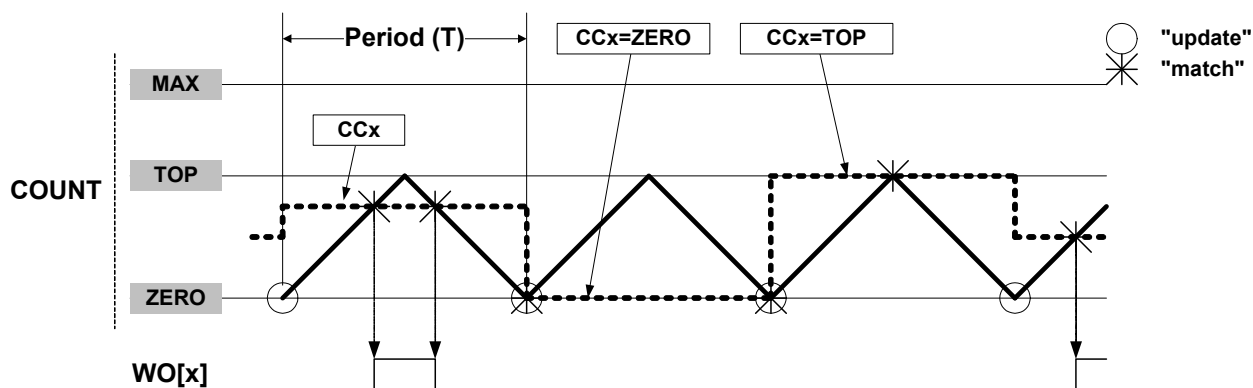 Period (T)
CCx=ZERO
CCx=TOP
"update"
"match"
MAX
CCx
TOP
COUNT
ZERO
WO[x]